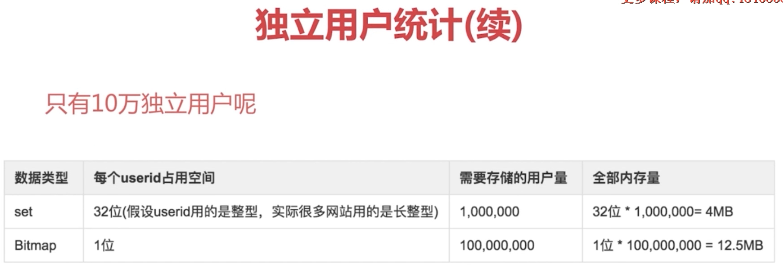 独立用户统计(续)
只有10万独立用户呢
数据类型 每个userid占用空间 需要存储的用户量 全部内存量
set 32位(假设userid用的是整型，实际很多网站用的是长整型) 1,000,000 32位 * 1,000,000= 4MB
Bitmap 1位 100,000,000 1位 * 100,000,000 = 12.5MB